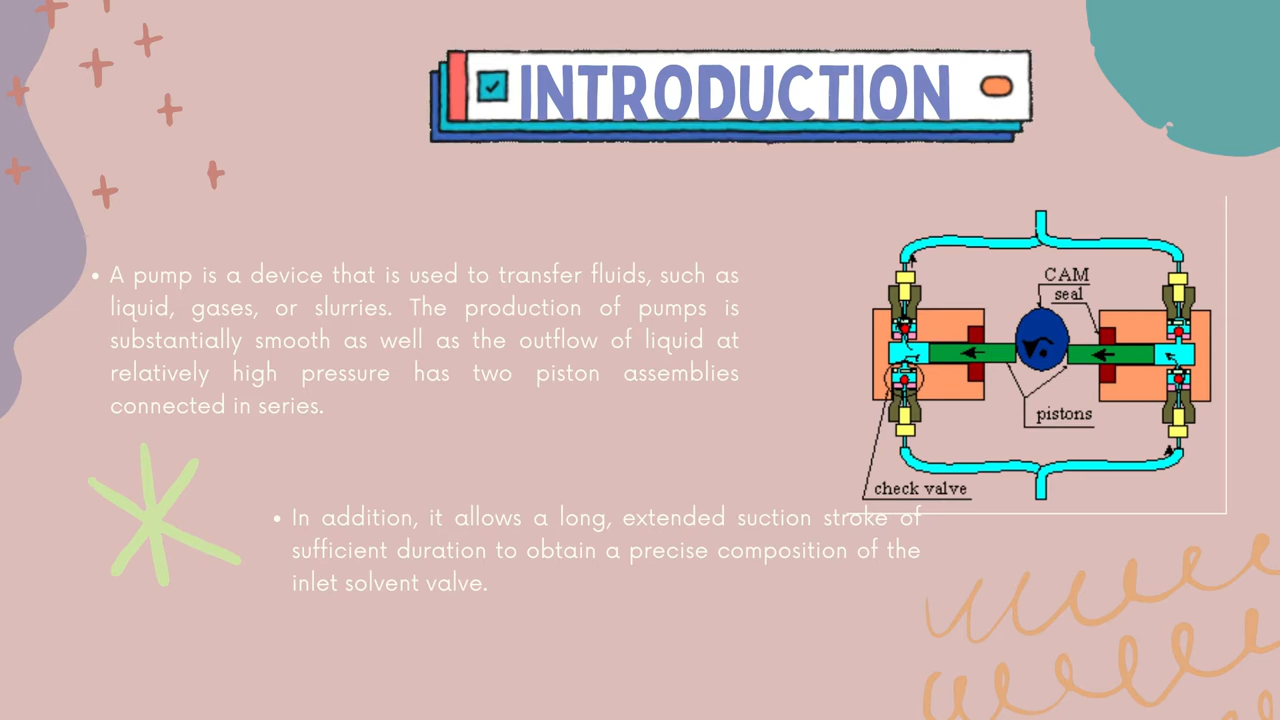 INTRODUCTION
• A pump is a device that is used to transfer fluids, such as
liquid, gases, or slurries. The production of pumps is
substantially smooth as well as the outflow of liquid at
relatively high pressure has two piston assemblies
connected in series.
CAM
seal
pistons
check valve
• In addition, it allows a long, extended suction stroke of
sufficient duration to obtain a precise composition of the
inlet solvent valve.